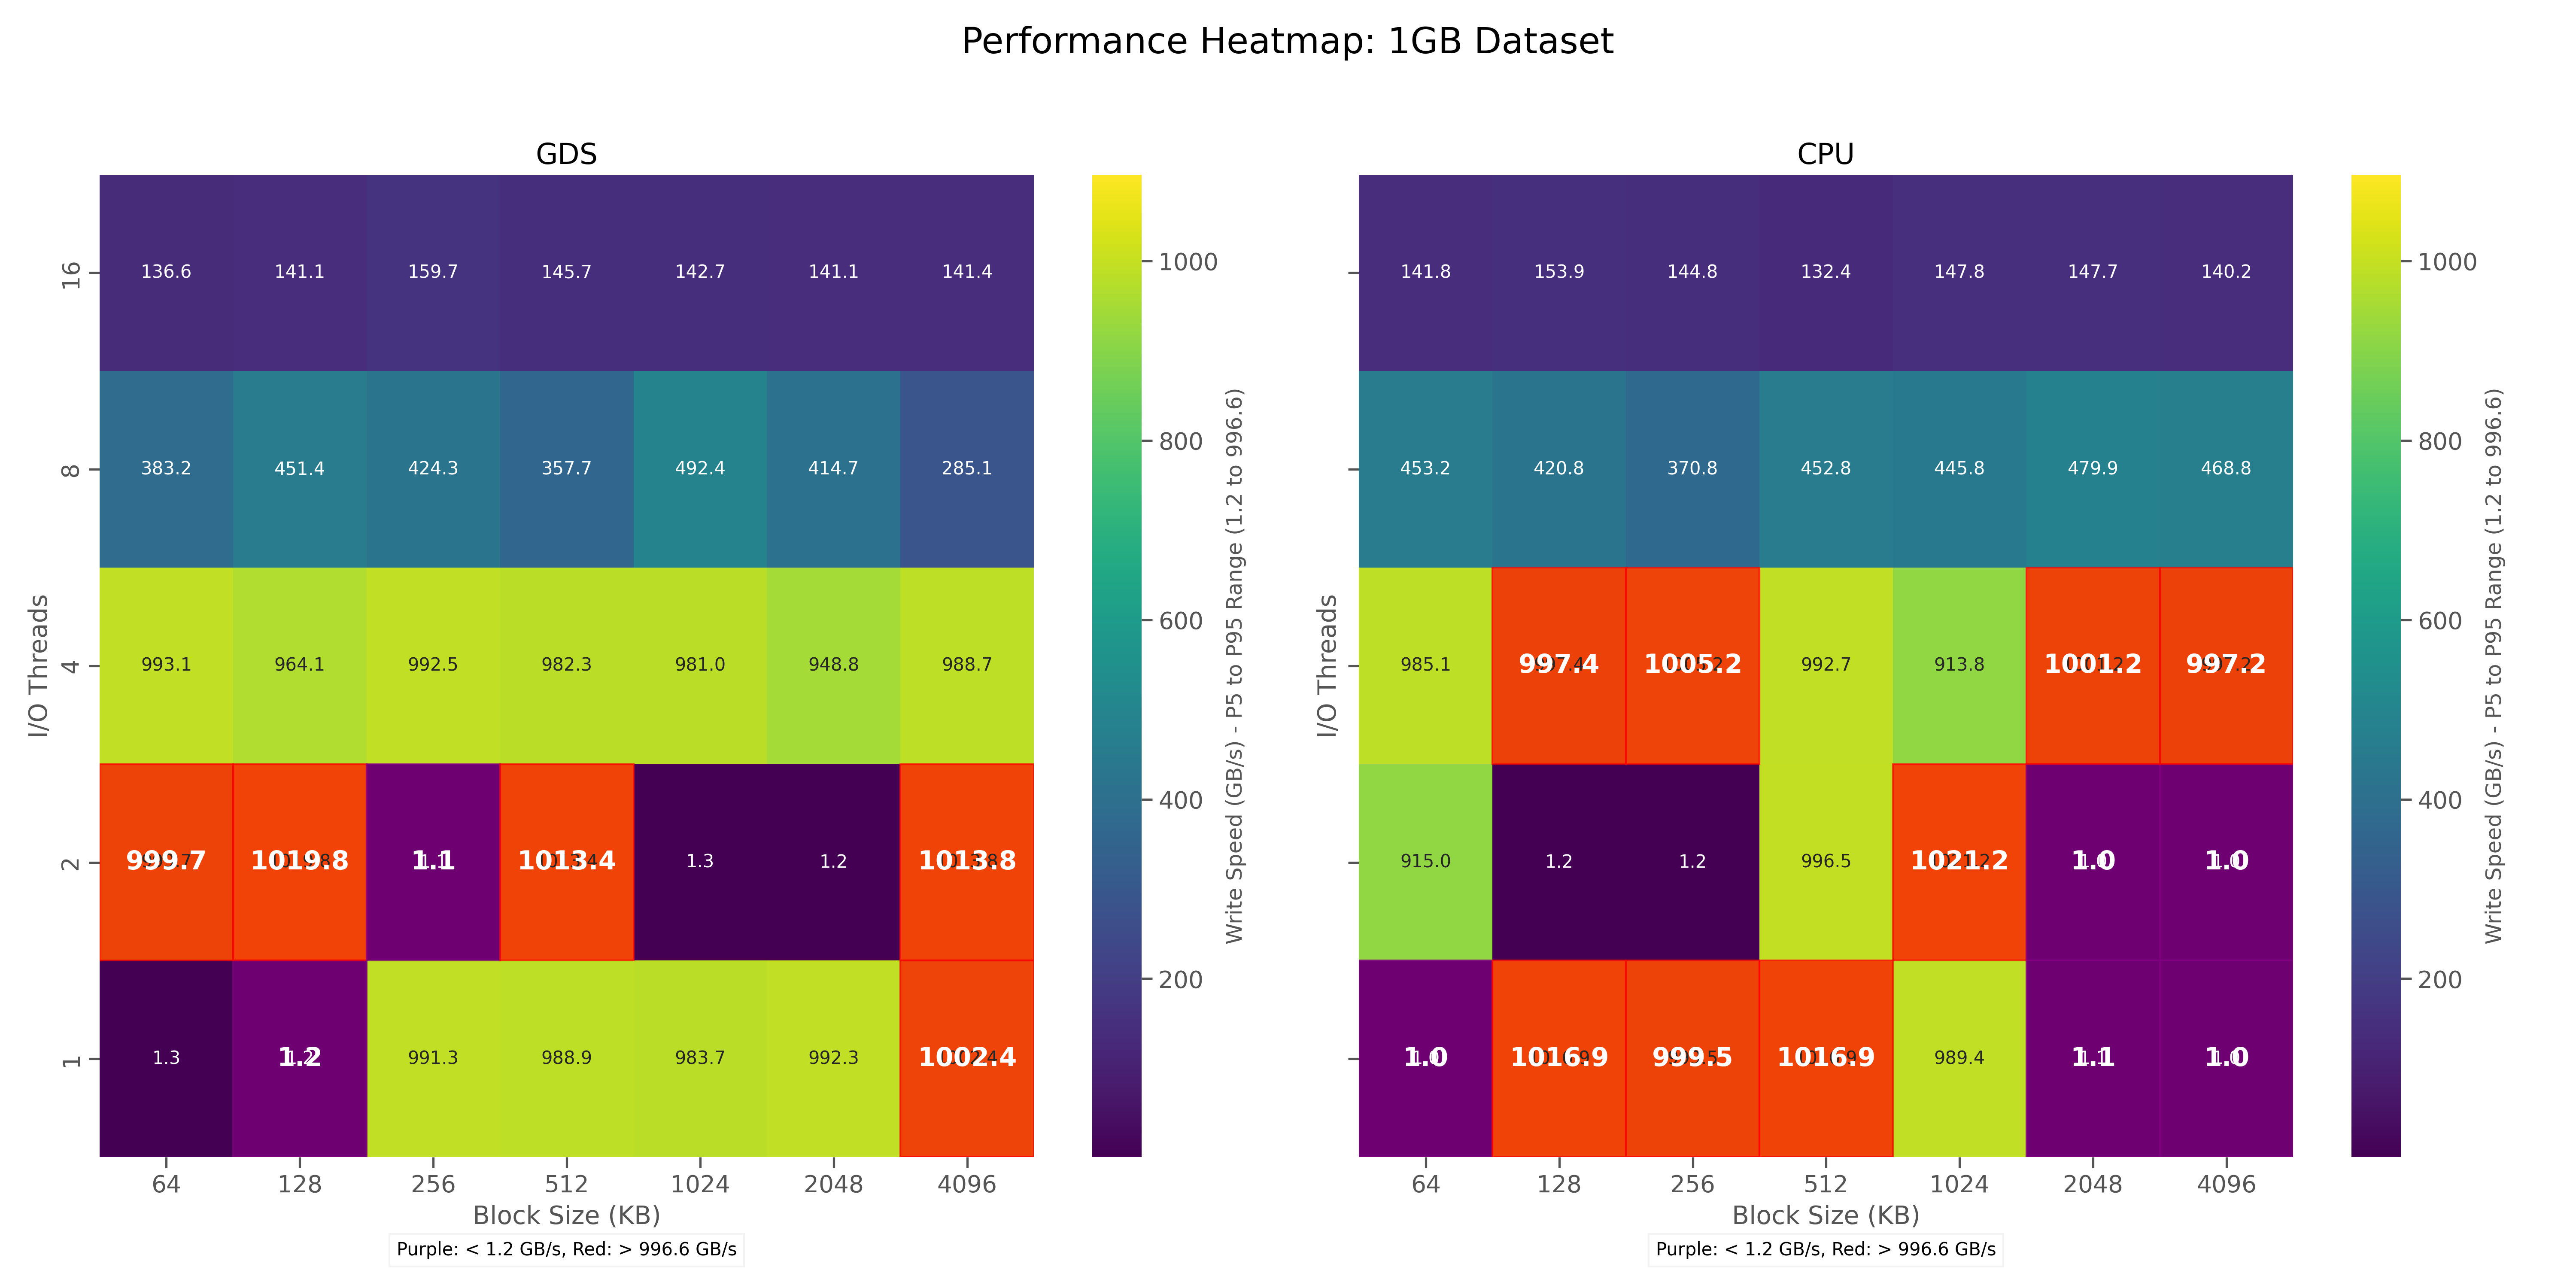 Performance Heatmap: 1GB Dataset
GDS
I/O Threads
16
136.6 141.1 159.7 145.7 142.7 141.1 141.4
8
383.2 451.4 424.3 357.7 492.4 414.7 285.1
4
993.1 964.1 992.5 982.3 981.0 948.8 988.7
2
999.7 1019.8 1.1 1013.4 1.3 1.2 1013.8
1
1.3 1.2 991.3 988.9 983.7 992.3 1002.4
64 128 256 512 1024 2048 4096
Block Size (KB)
Purple: < 1.2 GB/s, Red: > 996.6 GB/s
1000
800
600
400
200
Write Speed (GB/s) - P5 to P95 Range (1.2 to 996.6)
CPU
I/O Threads
141.8 153.9 144.8 132.4 147.8 147.7 140.2
453.2 420.8 370.8 452.8 445.8 479.9 468.8
985.1 997.4 1005.2 992.7 913.8 1001.2 997.2
915.0 1.2 1.2 996.5 1021.2 1.0 1.0
1.0 1016.9 999.5 1016.9 989.4 1.1 1.0
64 128 256 512 1024 2048 4096
Block Size (KB)
Purple: < 1.2 GB/s, Red: > 996.6 GB/s
1000
800
600
400
200
Write Speed (GB/s) - P5 to P95 Range (1.2 to 996.6)